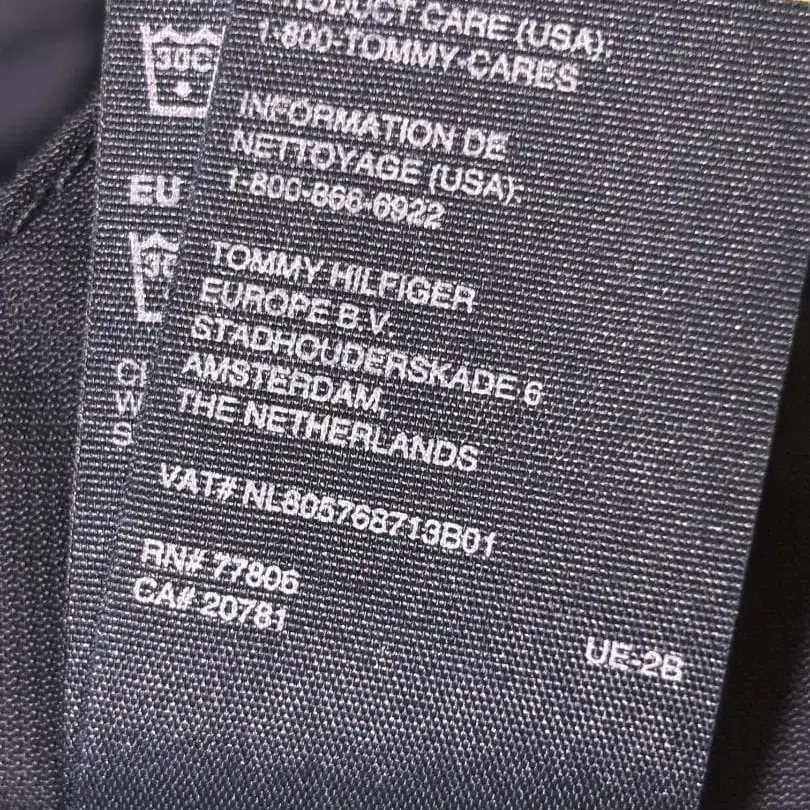 PRODUCT CARE (USA):
1-800-TOMMY-CARES
INFORMATION DE
NETTOYAGE (USA):
1-800-866-6922
TOMMY HILFIGER
EUROPE B.V.
STADHOUDERSKADE 6
AMSTERDAM,
THE NETHERLANDS
VAT# NL805768713B01
RN# 77806
CA# 20781
UE-2B
30C
EU